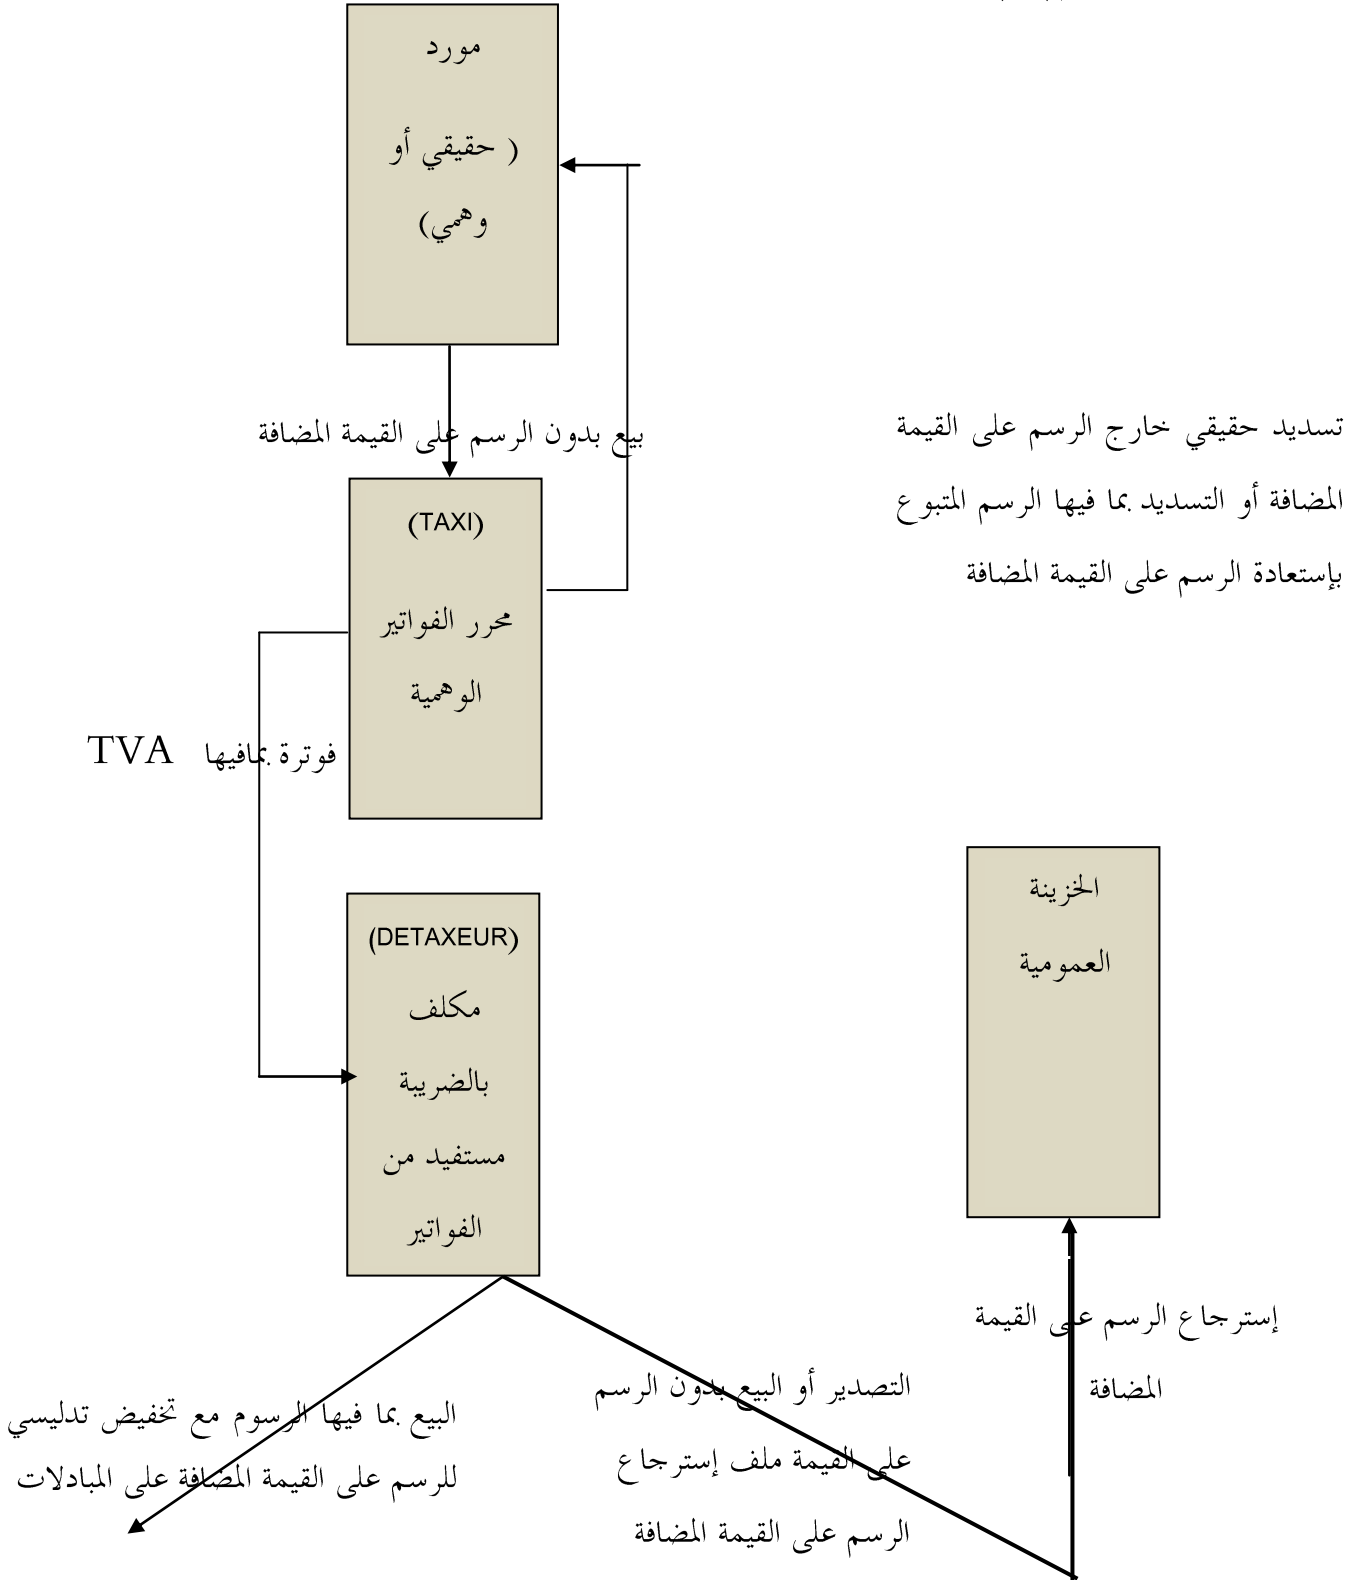 مورد
( حقيقي أو
وهمي)
بيع بدون الرسم على القيمة المضافة
تسديد حقيقي خارج الرسم على القيمة
المضافة أو التسديد بما فيها الرسم المتبوع
بإستعادة الرسم على القيمة المضافة
(TAXI)
محرر الفواتير
الوهمية
فوترة بمافيها TVA
الخزينة
العمومية
(DETAXEUR)
مكلف
بالضريبة
مستفيد من
الفواتير
إسترجاع الرسم على القيمة
المضافة
التصدير أو البيع بدون الرسم
على القيمة ملف إسترجاع
الرسم على القيمة المضافة
البيع بما فيها الرسوم مع تخفيض تدليسي
للرسم على القيمة المضافة على المبادلات